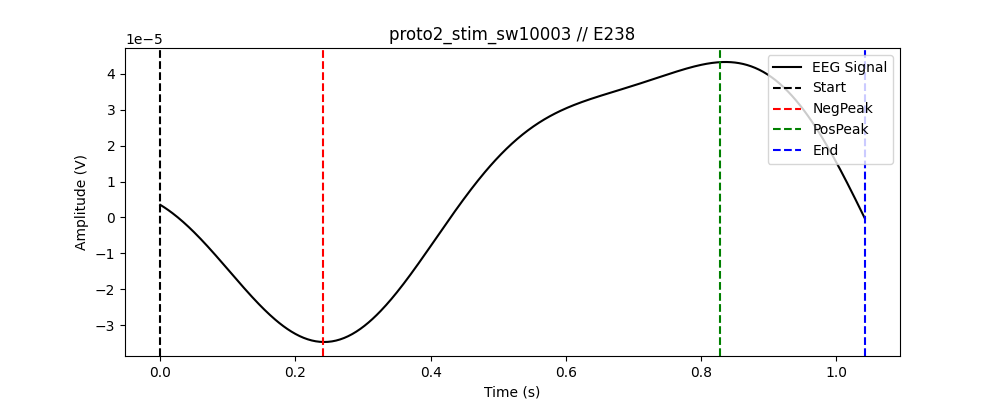 proto2_stim_sw10003 // E238
1e−5
4
3
2
1
0
−1
−2
−3
Amplitude (V)
0.0 0.2 0.4 0.6 0.8 1.0
Time (s)
EEG Signal
Start
NegPeak
PosPeak
End